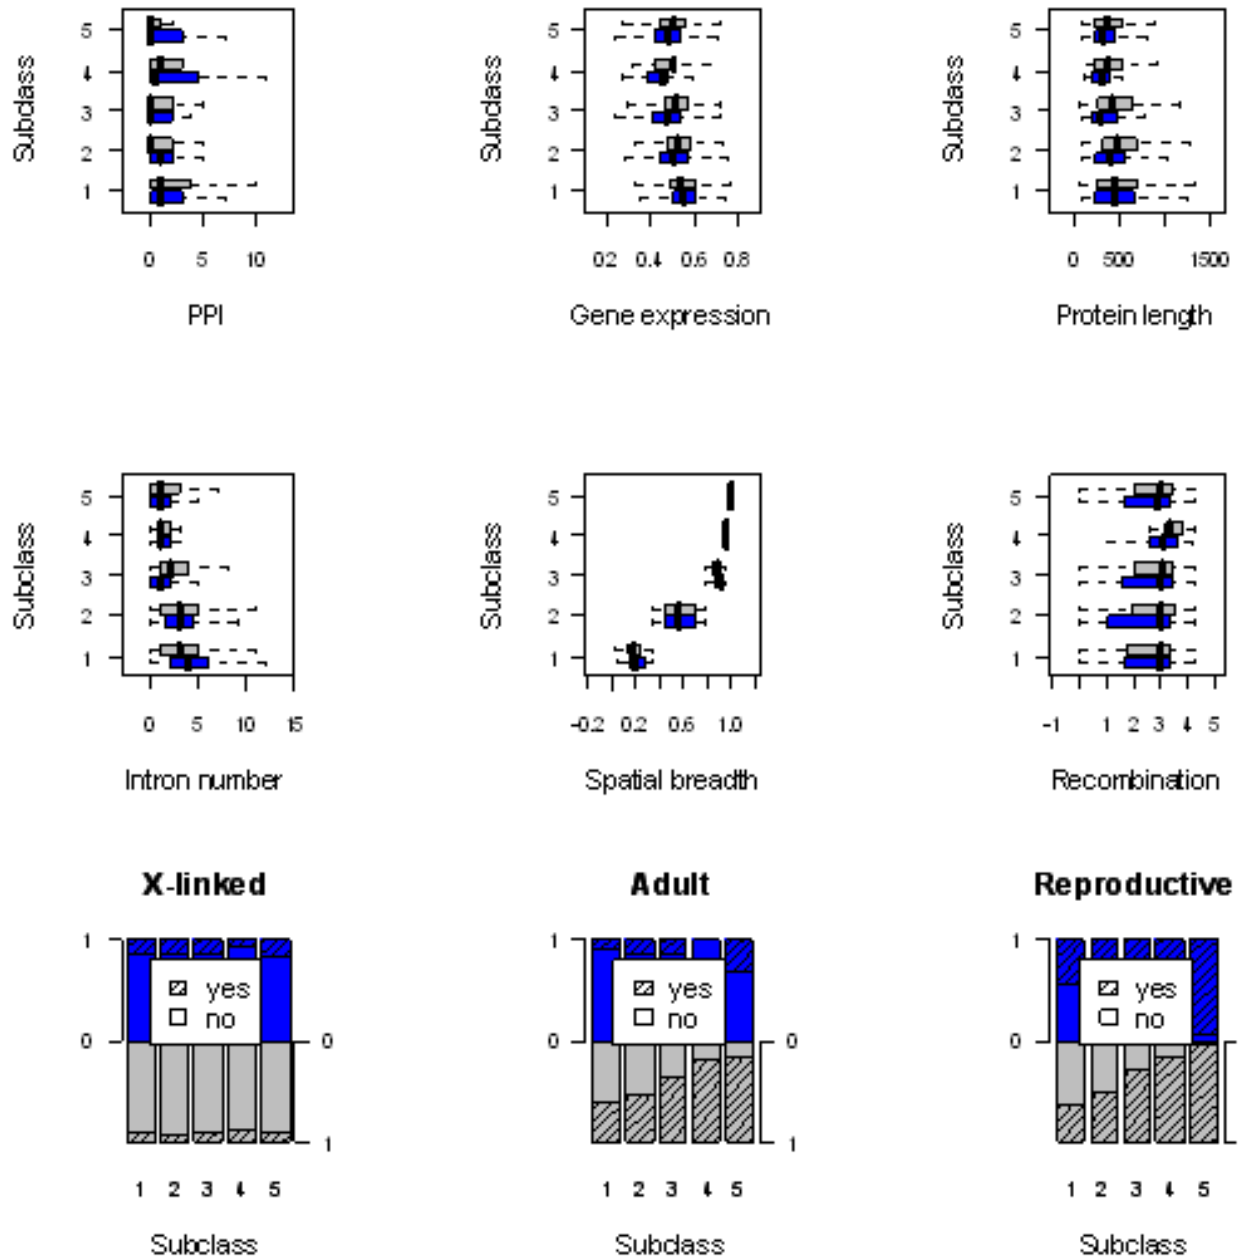 Subclass
5
4
3
2
1
0 5 10
PPI
Subclass
5
4
3
2
1
0.2 0.4 0.6 0.8
Gene expression
Subclass
5
4
3
2
1
0 500 1500
Protein length
Subclass
5
4
3
2
1
0 5 10 15
Intron number
Subclass
5
4
3
2
1
-0.2 0.2 0.6 1.0
Spatial breadth
Subclass
5
4
3
2
1
-1 1 2 3 4 5
Recombination
X-linked
1
yes
no
0 0
1
1 2 3 4 5
Subclass
Adult
1
yes
no
0 0
1
1 2 3 4 5
Subclass
Reproductive
1
yes
no
0
1 2 3 4 5
Subclass